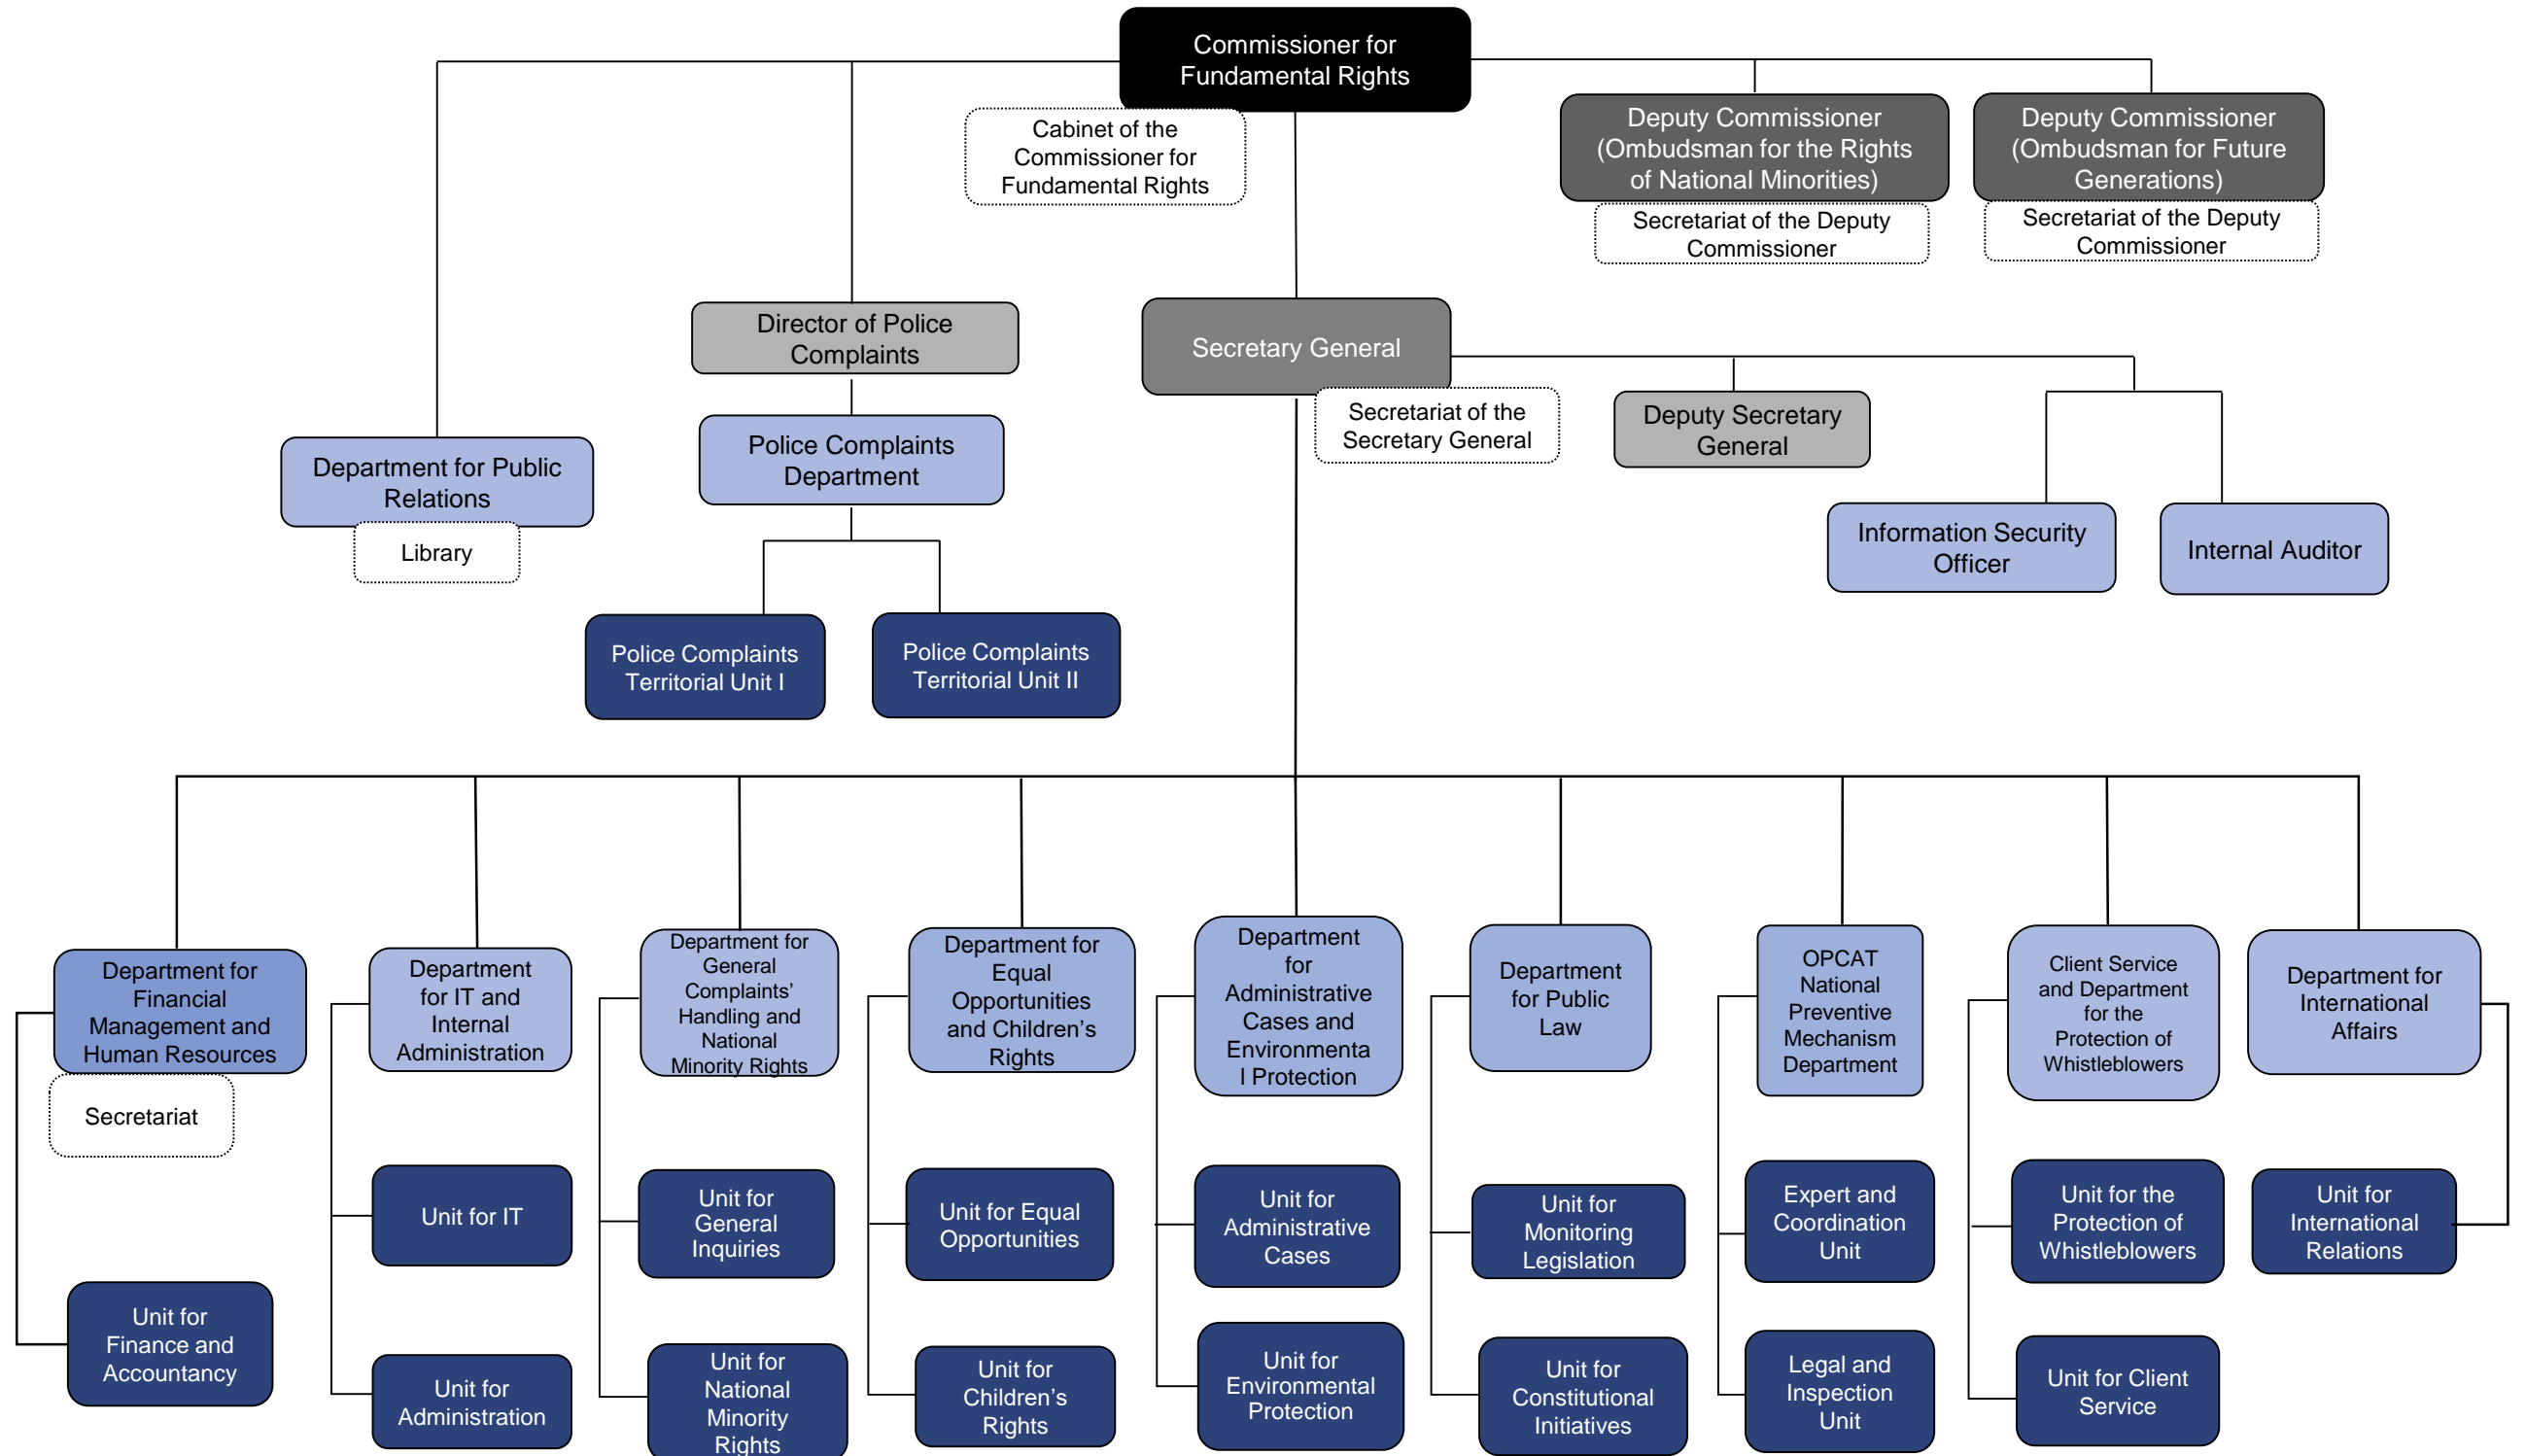 Commissioner for
Fundamental Rights
Cabinet of the
Commissioner for
Fundamental Rights
Deputy Commissioner
(Ombudsman for the Rights
of National Minorities)
Secretariat of the Deputy
Commissioner
Deputy Commissioner
(Ombudsman for Future
Generations)
Secretariat of the Deputy
Commissioner
Director of Police
Complaints
Secretary General
Secretariat of the
Secretary General
Deputy Secretary
General
Department for Public
Relations
Library
Police Complaints
Department
Information Security
Officer
Internal Auditor
Police Complaints
Territorial Unit I
Police Complaints
Territorial Unit II
Department for
Financial
Management and
Human Resources
Secretariat
Department
for IT and
Internal
Administration
Department for
General
Complaints’
Handling and
National
Minority Rights
Department for
Equal
Opportunities
and Children’s
Rights
Department
for
Administrative
Cases and
Environmenta
l Protection
Department
for Public
Law
OPCAT
National
Preventive
Mechanism
Department
Client Service
and Department
for the
Protection of
Whistleblowers
Department for
International
Affairs
Unit for IT
Unit for
General
Inquiries
Unit for Equal
Opportunities
Unit for
Administrative
Cases
Unit for
Monitoring
Legislation
Expert and
Coordination
Unit
Unit for the
Protection of
Whistleblowers
Unit for
International
Relations
Unit for
Finance and
Accountancy
Unit for
Administration
Unit for
National
Minority
Rights
Unit for
Children’s
Rights
Unit for
Environmental
Protection
Unit for
Constitutional
Initiatives
Legal and
Inspection
Unit
Unit for Client
Service